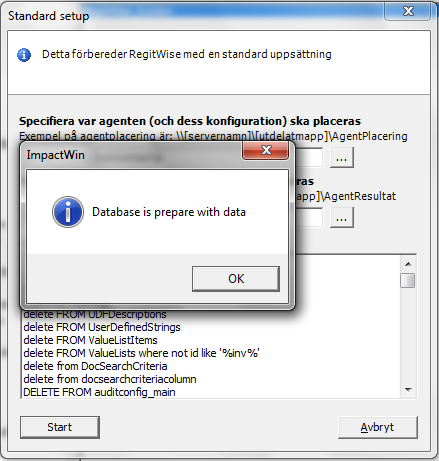 Standard setup
Detta förbereder RegitWise med en standard uppsättning
Specifiera var agenten (och dess konfiguration) ska placeras
Exempel på agentplacering är: \\[servernamn]\[utdelatmapp]\AgentPlacering
ImpactWin
...
ras
mapp]\AgentResultat
Database is prepare with data
...
OK
delete FROM UDFDescriptions
delete FROM UserDefinedStrings
delete FROM ValueListItems
delete FROM ValueLists where not id like '%inv%'
delete from DocSearchCriteria
delete from docsearchcriteriacolumn
DELETE FROM auditconfig_main
Start
Avbryt